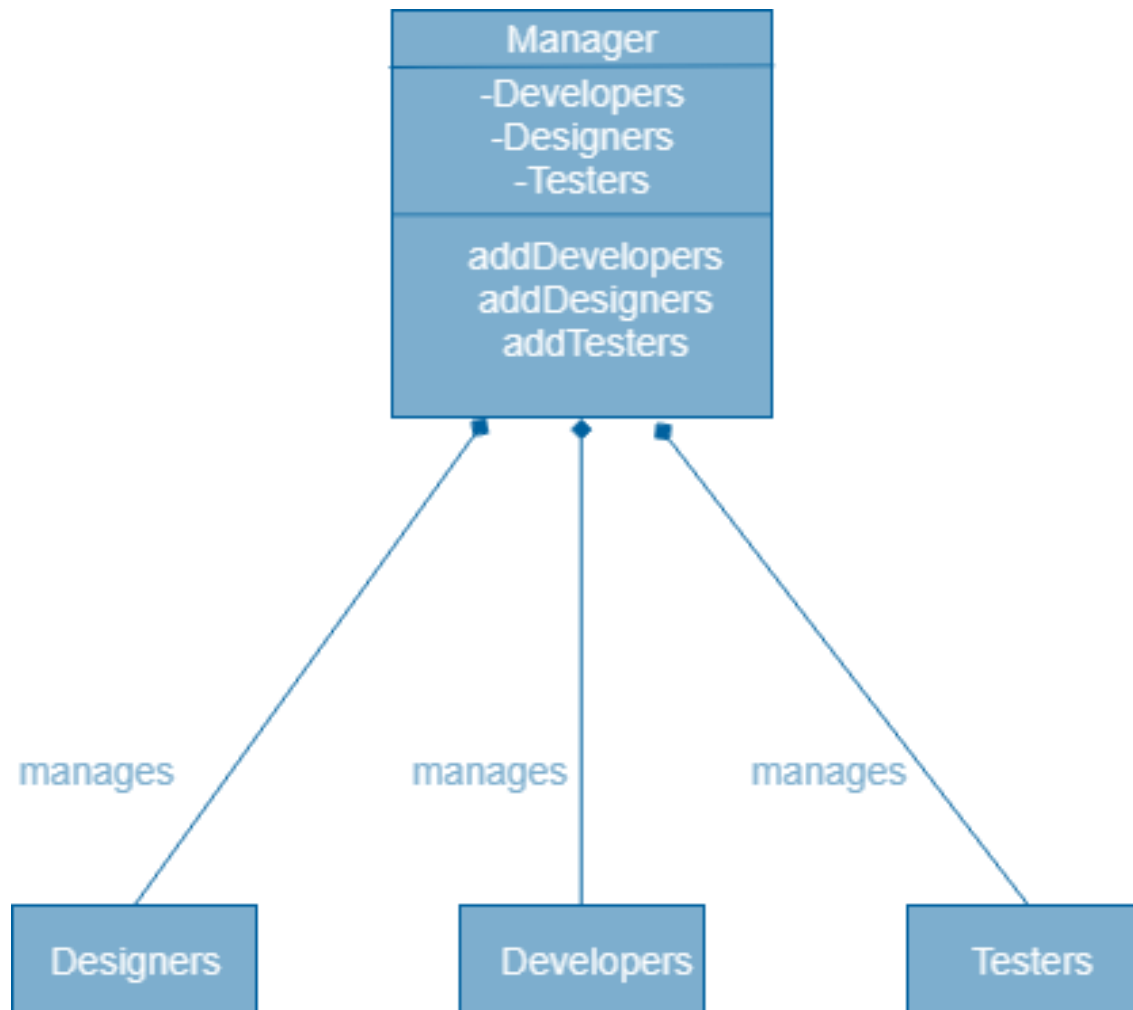 Manager
-Developers
-Designers
-Testers
addDevelopers
addDesigners
addTesters
manages
manages
manages
Designers
Developers
Testers